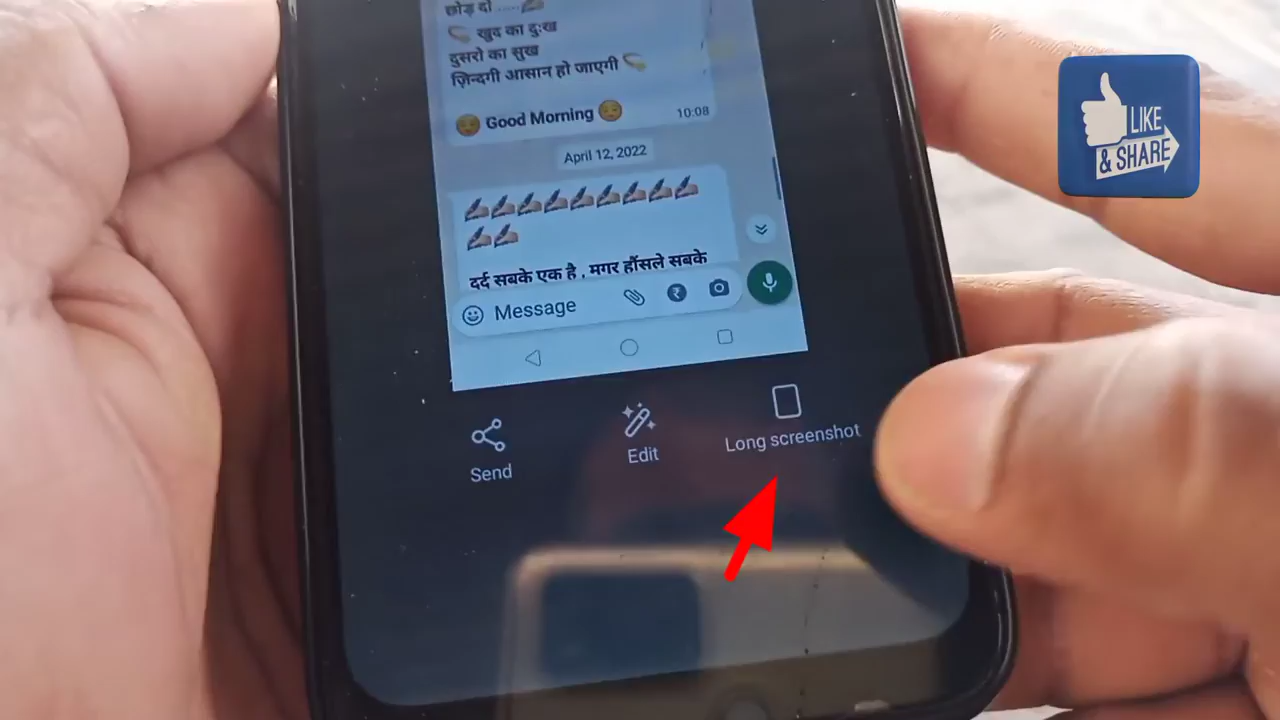 छोड़ दो .....✍🏽
खुद का दुःख
दुसरो का सुख
ज़िन्दगी आसान हो जाएगी
😌 Good Morning 😌
10:08
April 12, 2022
✍🏽✍🏽✍🏽✍🏽✍🏽✍🏽✍🏽✍🏽✍🏽
✍🏽✍🏽
दर्द सबके एक है , मगर हौंसले सबके
Message
Send
Edit
Long screenshot
LIKE
& SHARE